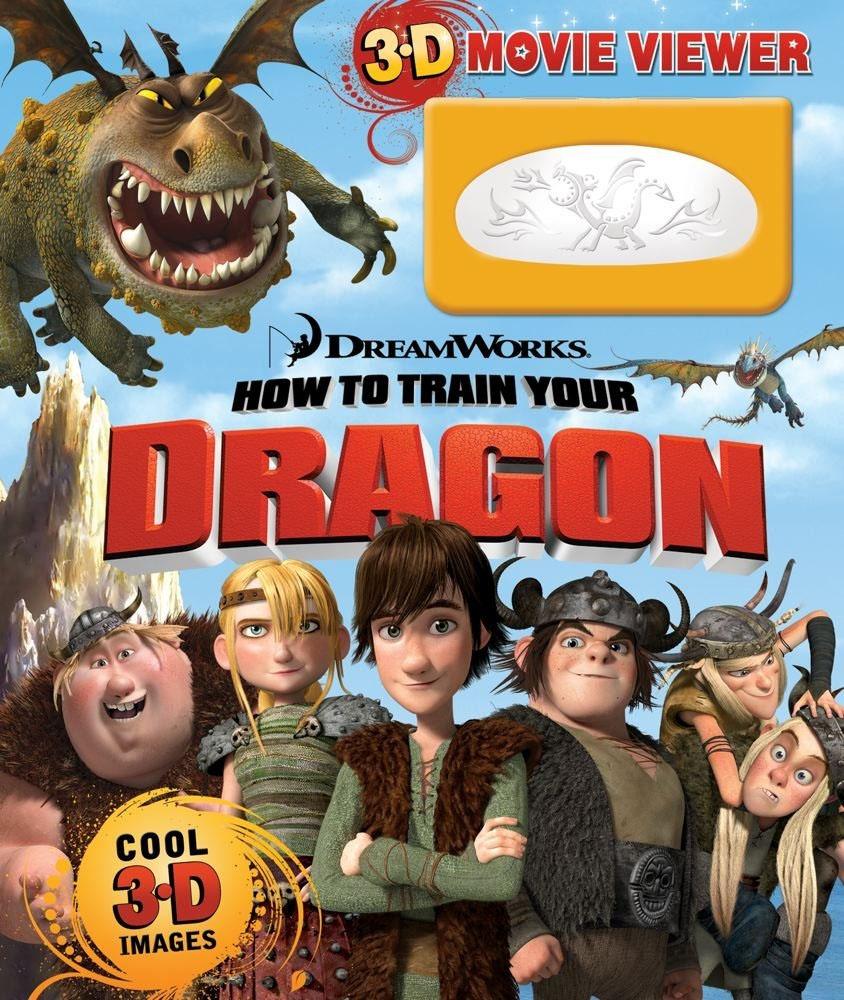 3·D MOVIE VIEWER
DREAMWORKS.
HOW TO TRAIN YOUR
DRAGON
COOL
3·D
IMAGES